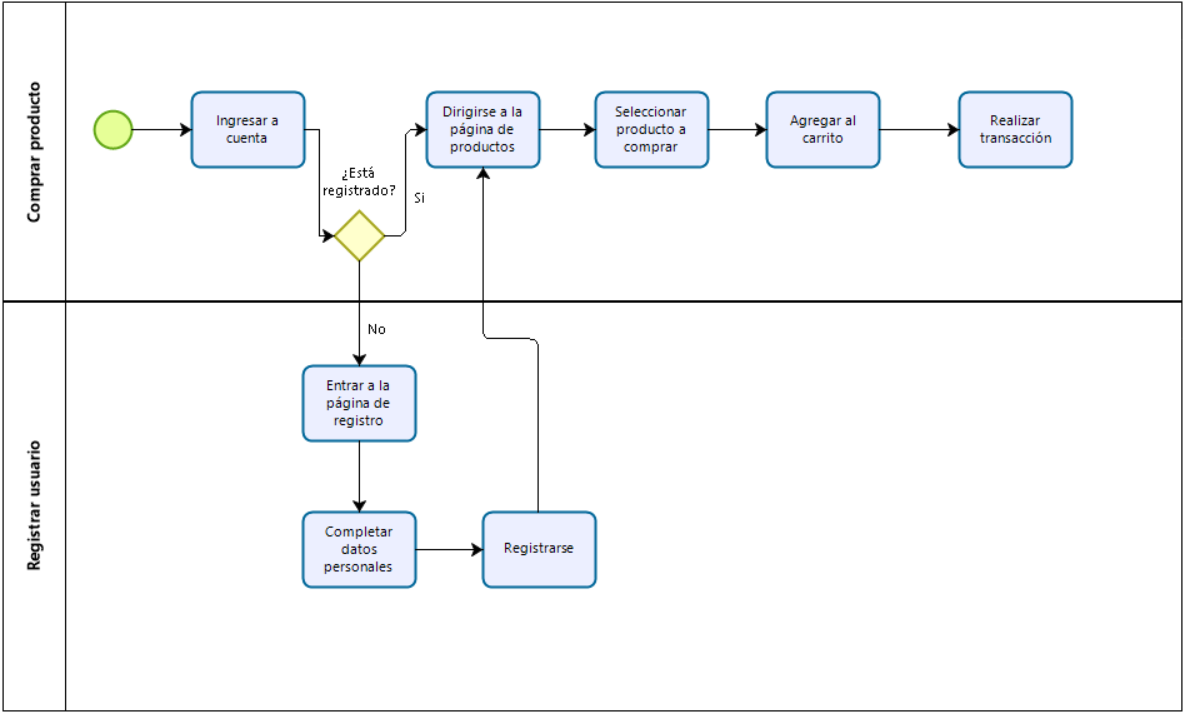 Comprar producto
Ingresar a
cuenta
¿Está
registrado?
Si
Dirigirse a la
página de
productos
Seleccionar
producto a
comprar
Agregar al
carrito
Realizar
transacción
Registrar usuario
No
Entrar a la
página de
registro
Completar
datos
personales
Registrarse